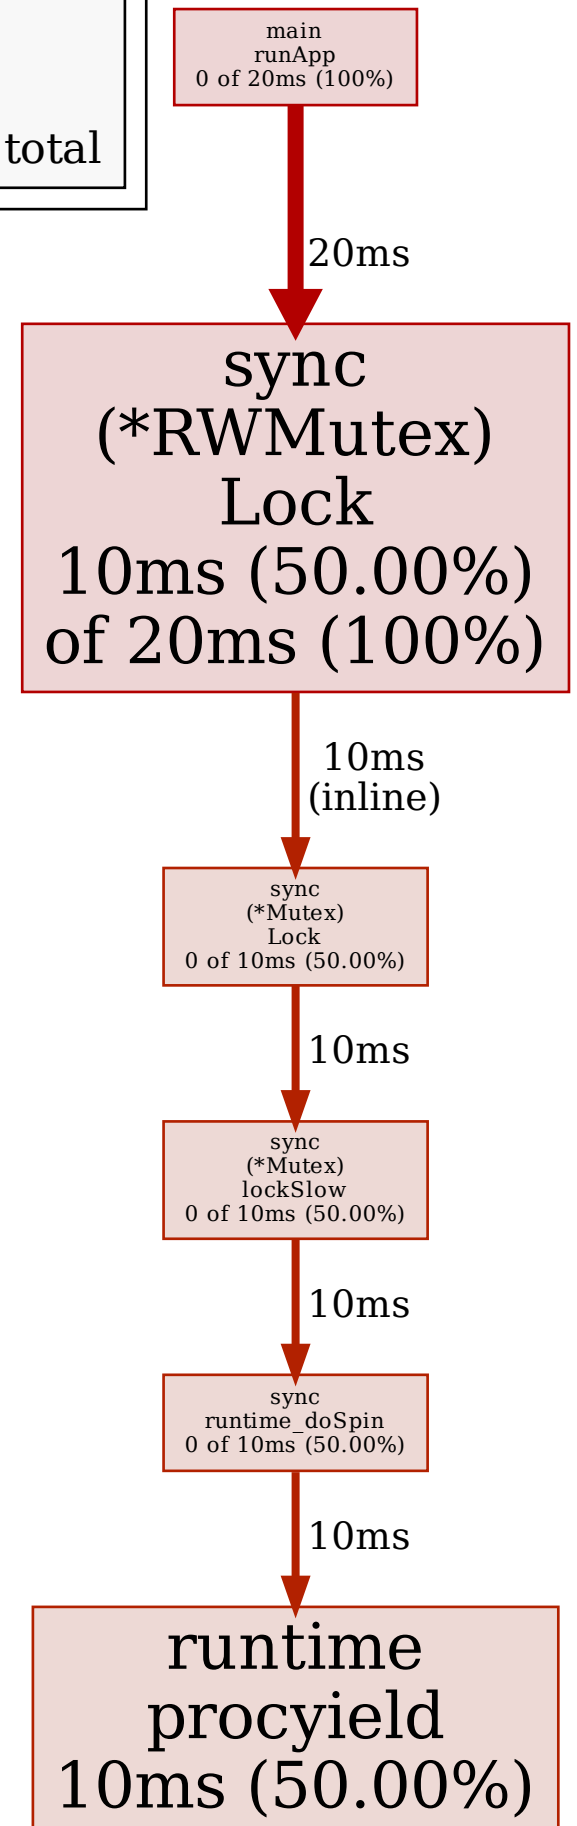 total
main
runApp
0 of 20ms (100%)
20ms
sync
(*RWMutex)
Lock
10ms (50.00%)
of 20ms (100%)
10ms
(inline)
sync
(*Mutex)
Lock
0 of 10ms (50.00%)
10ms
sync
(*Mutex)
lockSlow
0 of 10ms (50.00%)
10ms
sync
runtime_doSpin
0 of 10ms (50.00%)
10ms
runtime
procyield
10ms (50.00%)